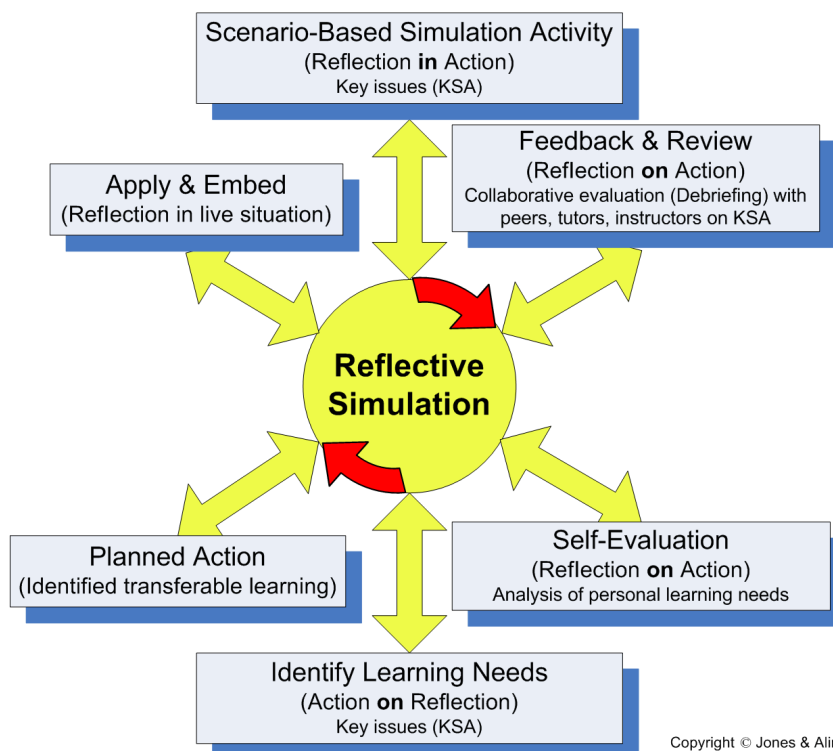 Scenario-Based Simulation Activity
(Reflection in Action)
Key issues (KSA)
Feedback & Review
(Reflection on Action)
Collaborative evaluation (Debriefing) with
peers, tutors, instructors on KSA
Apply & Embed
(Reflection in live situation)
Reflective
Simulation
Planned Action
(Identified transferable learning)
Self-Evaluation
(Reflection on Action)
Analysis of personal learning needs
Identify Learning Needs
(Action on Reflection)
Key issues (KSA)
Copyright © Jones &